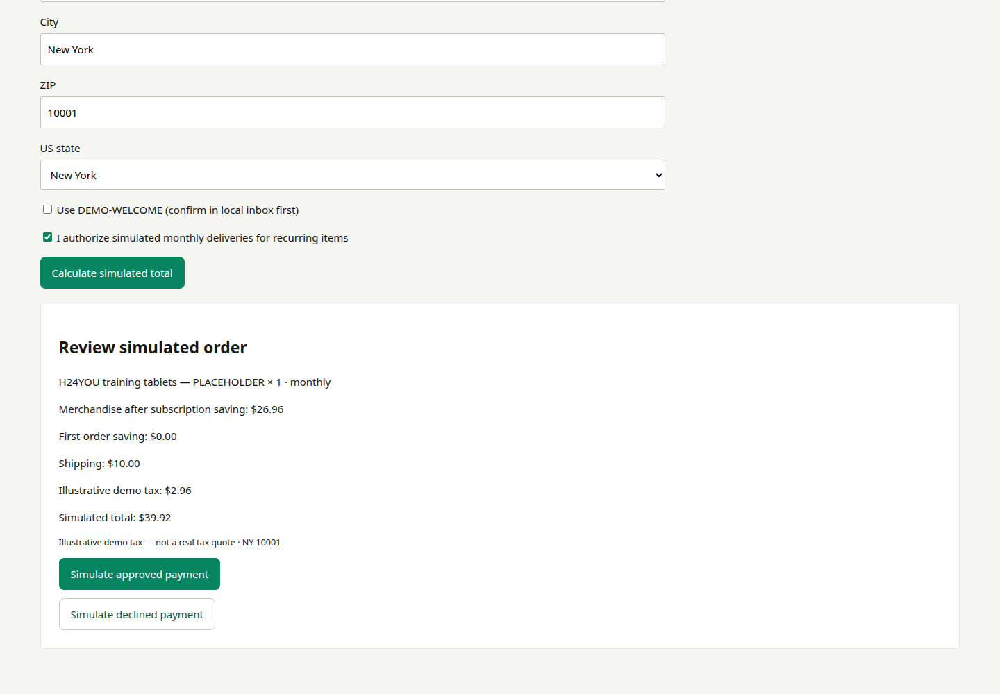 City
New York
ZIP
10001
US state
New York
Use DEMO-WELCOME (confirm in local inbox first)
I authorize simulated monthly deliveries for recurring items
Calculate simulated total
Review simulated order
H24YOU training tablets — PLACEHOLDER × 1 · monthly
Merchandise after subscription saving: $26.96
First-order saving: $0.00
Shipping: $10.00
Illustrative demo tax: $2.96
Simulated total: $39.92
Illustrative demo tax — not a real tax quote · NY 10001
Simulate approved payment
Simulate declined payment